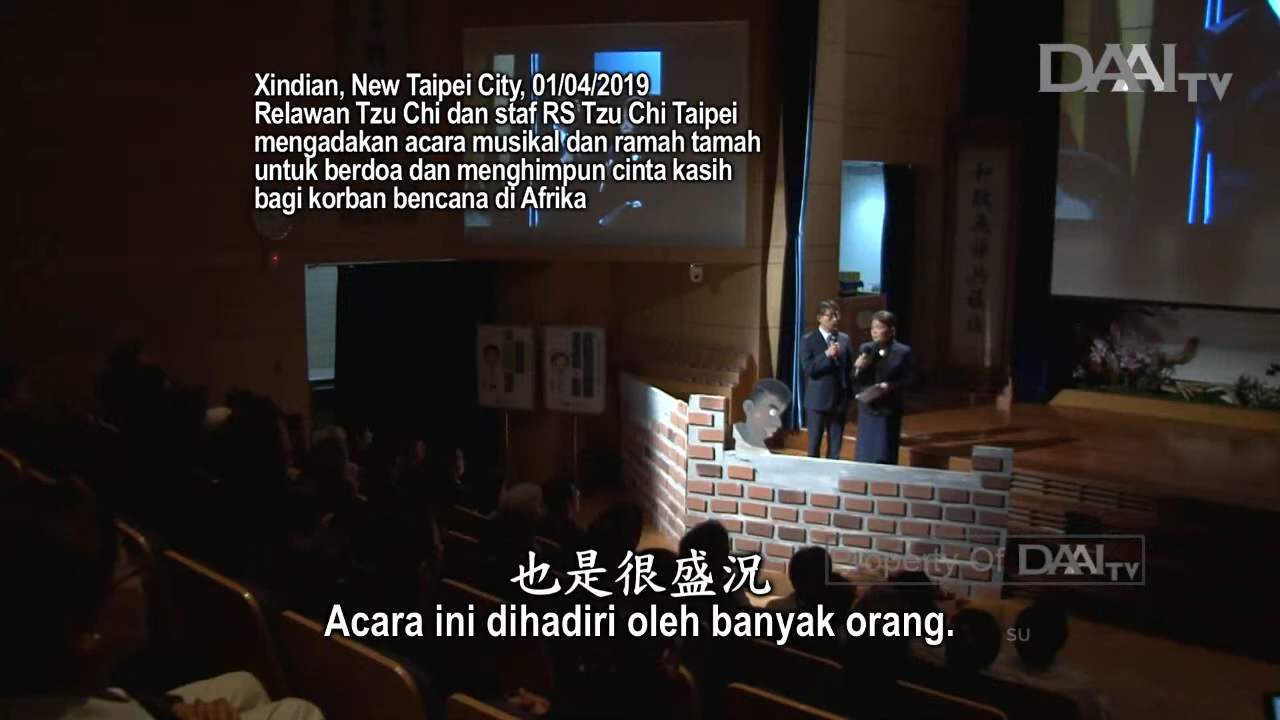 DAAI TV
Xindian, New Taipei City, 01/04/2019
Relawan Tzu Chi dan staf RS Tzu Chi Taipei
mengadakan acara musikal dan ramah tamah
untuk berdoa dan menghimpun cinta kasih
bagi korban bencana di Afrika
Property Of DAAI TV
也是很盛況
Acara ini dihadiri oleh banyak orang.
SU